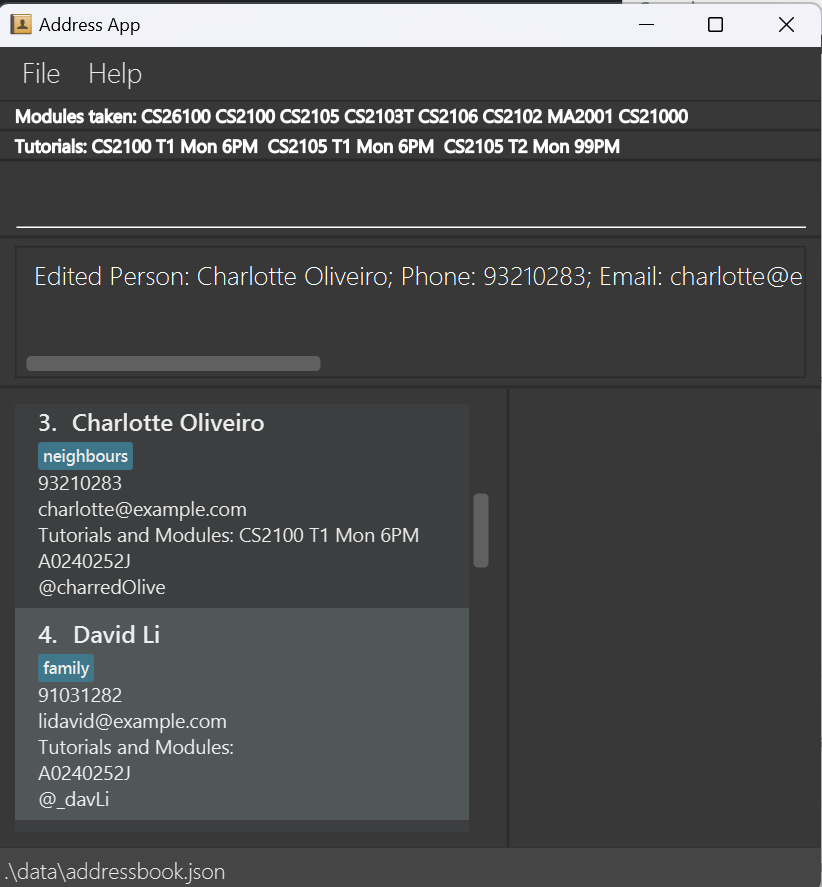 Address App
File Help
Modules taken: CS26100 CS2100 CS2105 CS2103T CS2106 CS2102 MA2001 CS21000
Tutorials: CS2100 T1 Mon 6PM  CS2105 T1 Mon 6PM  CS2105 T2 Mon 99PM
Edited Person: Charlotte Oliveiro; Phone: 93210283; Email: charlotte@e
3. Charlotte Oliveiro
neighbours
93210283
charlotte@example.com
Tutorials and Modules: CS2100 T1 Mon 6PM
A0240252J
@charredOlive
4. David Li
family
91031282
lidavid@example.com
Tutorials and Modules:
A0240252J
@_davLi
.\data\addressbook.json